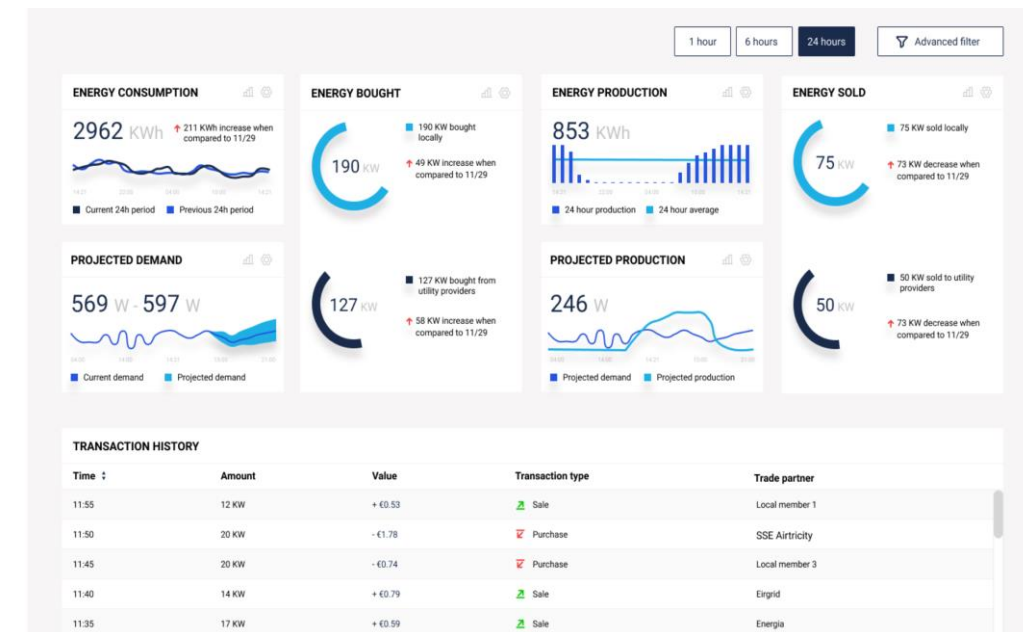 1 hour
6 hours
24 hours
Advanced filter
ENERGY CONSUMPTION
2962 KWh
211 KWh increase when
compared to 11/29
14:21
Current 24h period
Previous 24h period
ENERGY BOUGHT
190 KW
190 KW bought
locally
49 KW increase when
compared to 11/29
127 KW
127 KW bought from
utility providers
58 KW increase when
compared to 11/29
ENERGY PRODUCTION
853 KWh
24 hour production
24 hour average
ENERGY SOLD
75 KW
75 KW sold locally
73 KW decrease when
compared to 11/29
50 KW
50 KW sold to utility
providers
73 KW decrease when
compared to 11/29
PROJECTED DEMAND
569 W - 597 W
Current demand
Projected demand
PROJECTED PRODUCTION
246 W
Projected demand
Projected production
TRANSACTION HISTORY
Time Amount Value Transaction type Trade partner
11:55 12 KW + €0.53 Sale Local member 1
11:50 20 KW - €1.78 Purchase SSE Airtricity
11:45 20 KW - €0.74 Purchase Local member 3
11:40 14 KW + €0.79 Sale Eirgrid
11:35 17 KW + €0.59 Sale Energia